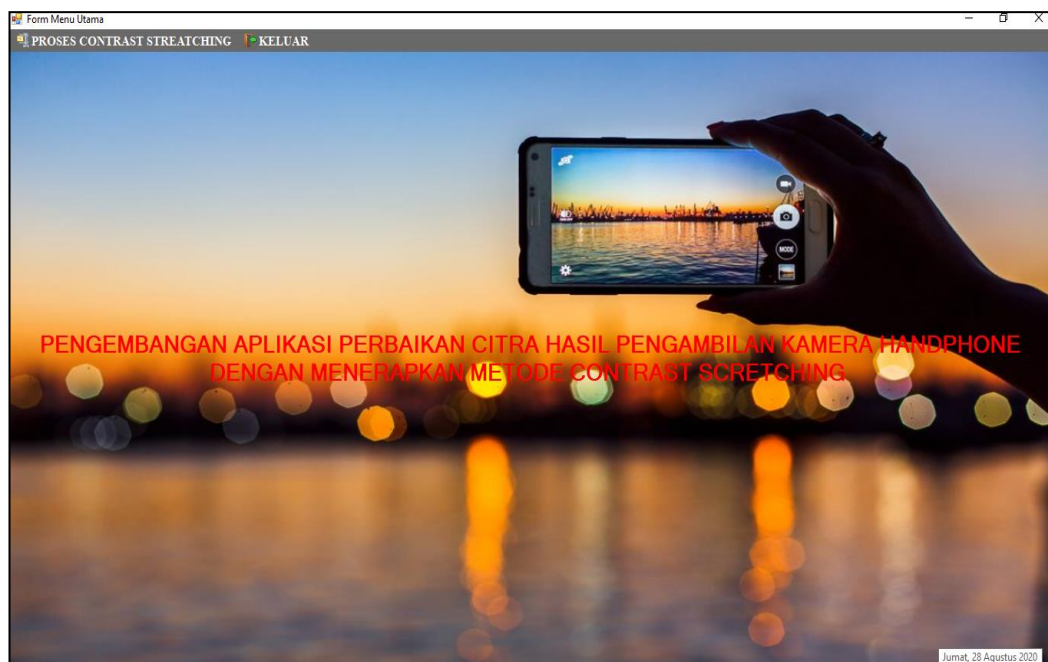 Form Menu Utama
PROSES CONTRAST STREATCHING KELUAR
MODE
PENGEMBANGAN APLIKASI PERBAIKAN CITRA HASIL PENGAMBILAN KAMERA HANDPHONE
DENGAN MENERAPKAN METODE CONTRAST SCRETCHING
Jumat, 28 Agustus 2020